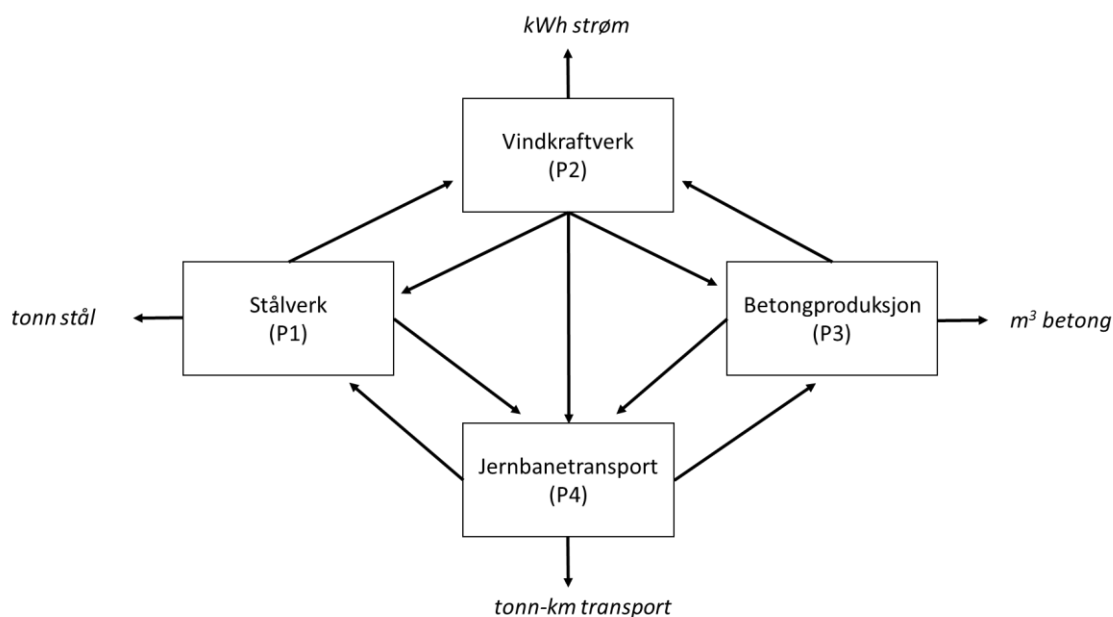 kWh strøm
Vindkraftverk
(P2)
tonn stål
Stålverk
(P1)
Betongproduksjon
(P3)
m³ betong
Jernbanetransport
(P4)
tonn-km transport